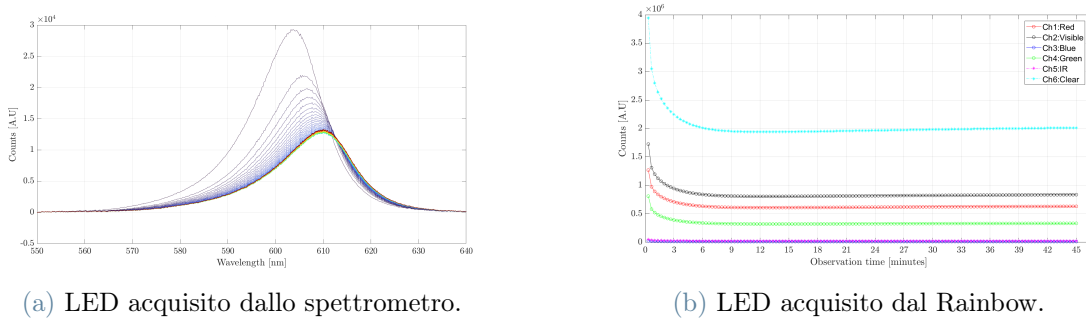 ×10⁴
3
2.5
2
1.5
1
0.5
0
-0.5
Counts [A.U]
550 560 570 580 590 600 610 620 630 640
Wavelength [nm]
(a) LED acquisito dallo spettrometro.
×10⁶
4
3.5
3
2.5
2
1.5
1
0.5
0
Counts [A.U]
Ch1:Red
Ch2:Visible
Ch3:Blue
Ch4:Green
Ch5:IR
Ch6:Clear
0 3 6 9 12 15 18 21 24 27 30 33 36 39 42 45
Observation time [minutes]
(b) LED acquisito dal Rainbow.